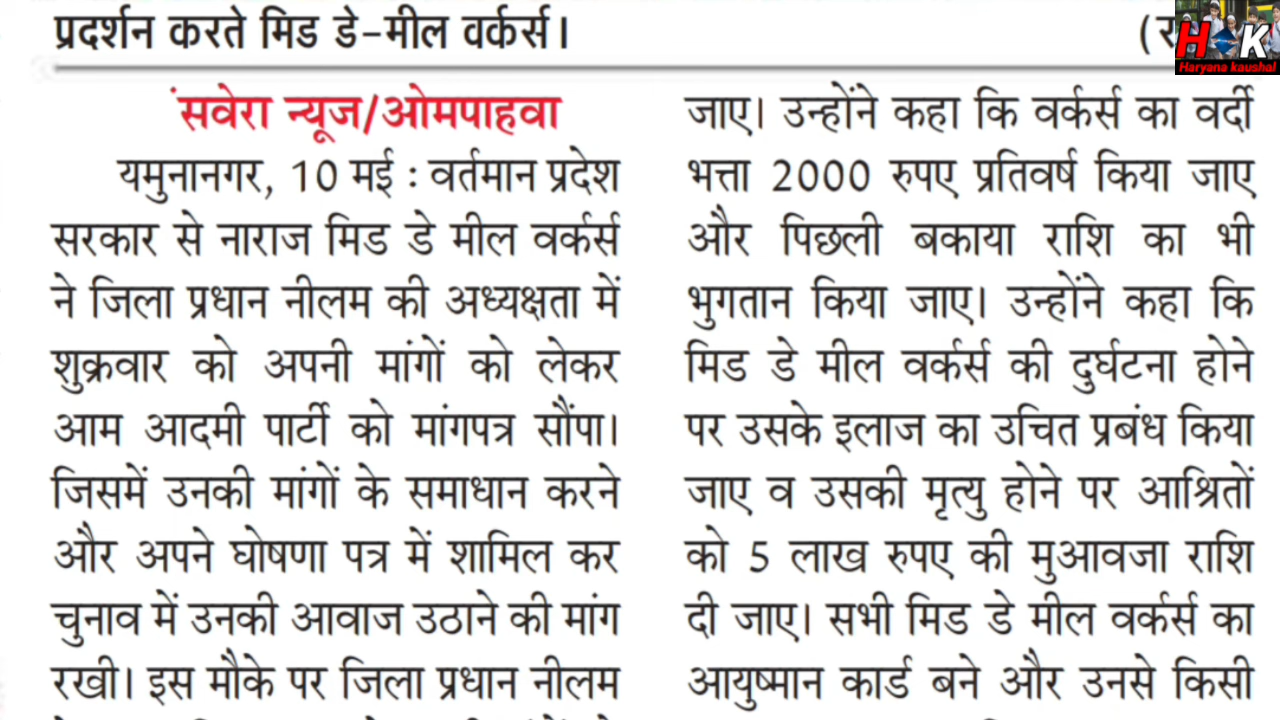 प्रदर्शन करते मिड डे-मील वर्कर्स।
(र
H K
Haryana kaushal
सवेरा न्यूज/ओमपाहवा
यमुनानगर, 10 मई : वर्तमान प्रदेश
सरकार से नाराज मिड डे मील वर्कर्स
ने जिला प्रधान नीलम की अध्यक्षता में
शुक्रवार को अपनी मांगों को लेकर
आम आदमी पार्टी को मांगपत्र सौंपा।
जिसमें उनकी मांगों के समाधान करने
और अपने घोषणा पत्र में शामिल कर
चुनाव में उनकी आवाज उठाने की मांग
रखी। इस मौके पर जिला प्रधान नीलम
जाए। उन्होंने कहा कि वर्कर्स का वर्दी
भत्ता 2000 रुपए प्रतिवर्ष किया जाए
और पिछली बकाया राशि का भी
भुगतान किया जाए। उन्होंने कहा कि
मिड डे मील वर्कर्स की दुर्घटना होने
पर उसके इलाज का उचित प्रबंध किया
जाए व उसकी मृत्यु होने पर आश्रितों
को 5 लाख रुपए की मुआवजा राशि
दी जाए। सभी मिड डे मील वर्कर्स का
आयुष्मान कार्ड बने और उनसे किसी